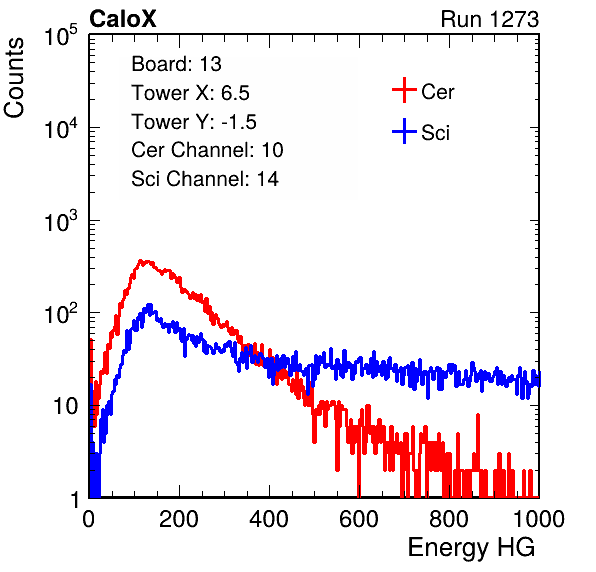 CaloX Run 1273
Counts
Board: 13
Tower X: 6.5
Tower Y: -1.5
Cer Channel: 10
Sci Channel: 14
Cer
Sci
10^5
10^4
10^3
10^2
10
1
0 200 400 600 800 1000
Energy HG